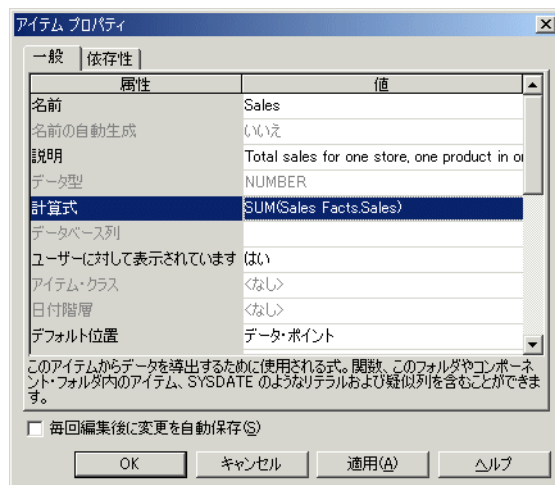 アイテム プロパティ
一般 依存性
属性 値
名前 Sales
名前の自動生成 いいえ
説明 Total sales for one store, one product in or
データ型 NUMBER
計算式 SUM(Sales Facts.Sales)
データベース列
ユーザーに対して表示されています はい
アイテム・クラス <なし>
日付階層 <なし>
デフォルト位置 データ・ポイント
このアイテムからデータを導出するために使用される式。関数、このフォルダやコンポーネ
ント・フォルダ内のアイテム、SYSDATE のようなリテラルおよび疑似列を含むことができま
す。
毎回編集後に変更を自動保存(S)
OK キャンセル 適用(A) ヘルプ